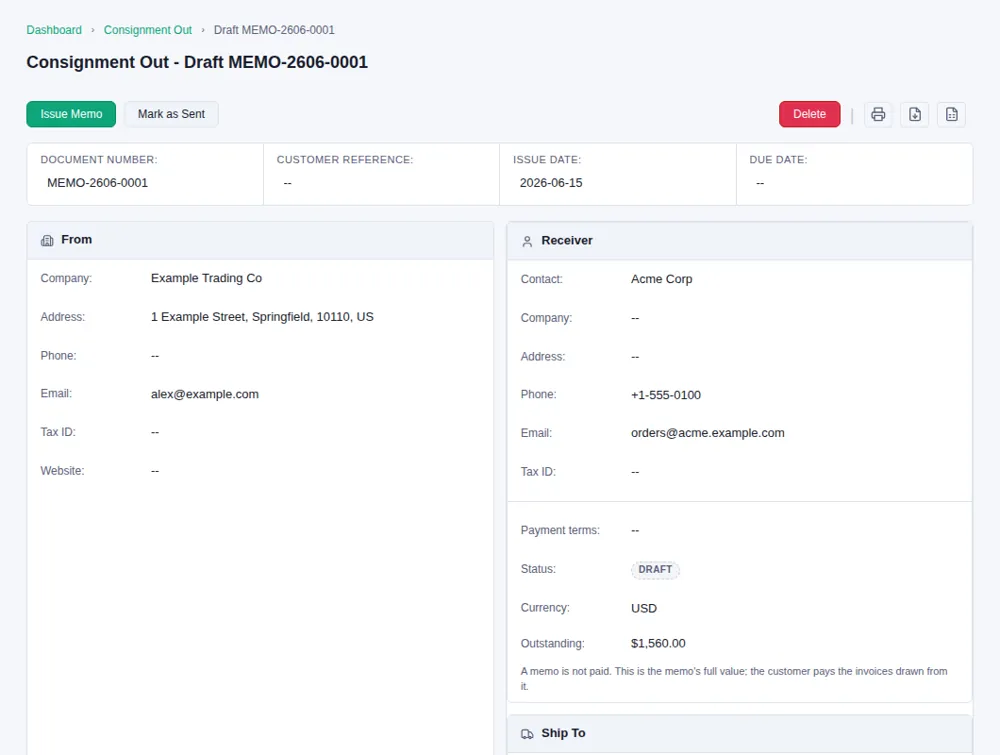 Dashboard › Consignment Out › Draft MEMO-2606-0001
Consignment Out - Draft MEMO-2606-0001
Issue Memo
Mark as Sent
Delete
DOCUMENT NUMBER:
MEMO-2606-0001
CUSTOMER REFERENCE:
--
ISSUE DATE:
2026-06-15
DUE DATE:
--
From
Company: Example Trading Co
Address: 1 Example Street, Springfield, 10110, US
Phone: --
Email: alex@example.com
Tax ID: --
Website: --
Receiver
Contact: Acme Corp
Company: --
Address: --
Phone: +1-555-0100
Email: orders@acme.example.com
Tax ID: --
Payment terms: --
Status: DRAFT
Currency: USD
Outstanding: $1,560.00
A memo is not paid. This is the memo's full value; the customer pays the invoices drawn from
it.
Ship To